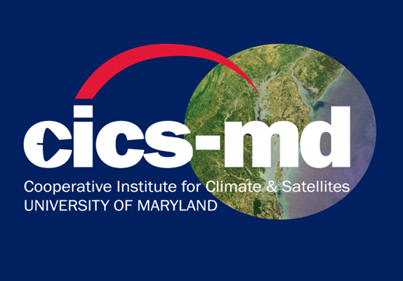 cics-md
Cooperative Institute for Climate & Satellites
UNIVERSITY OF MARYLAND